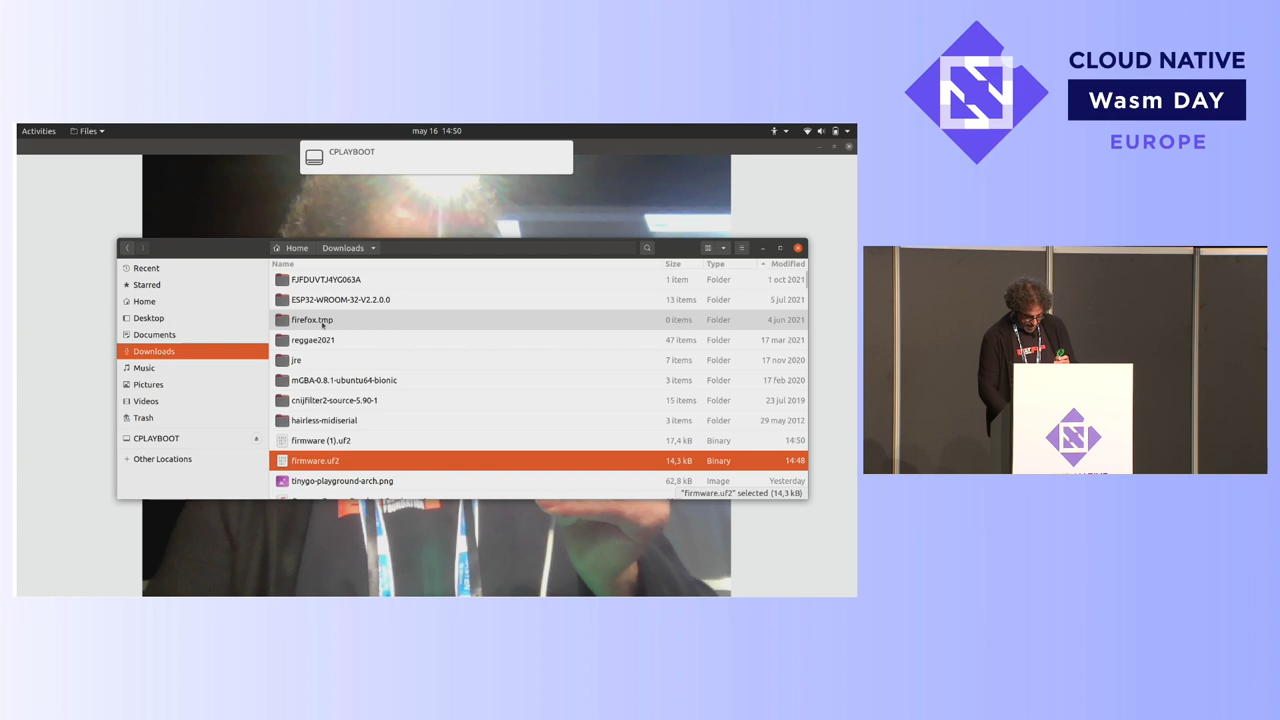 CLOUD NATIVE
Wasm DAY
EUROPE
Activities Files may 16 14:50
CPLAYBOOT
Home Downloads
Name Size Type Modified
Recent
Starred
Home
Desktop
Documents
Downloads
Music
Pictures
Videos
Trash
CPLAYBOOT
+ Other Locations
FJFDUVTJ4YG063A 1 item Folder 1 oct 2021
ESP32-WROOM-32-V2.2.0.0 13 items Folder 5 jul 2021
firefox.tmp 0 items Folder 4 jun 2021
reggae2021 47 items Folder 17 mar 2021
jre 7 items Folder 17 nov 2020
mGBA-0.8.1-ubuntu64-bionic 3 items Folder 17 feb 2020
cnijfilter2-source-5.90-1 15 items Folder 23 jul 2019
hairless-midiserial 3 items Folder 29 may 2012
firmware (1).uf2 17,4 kB Binary 14:50
firmware.uf2 14,3 kB Binary 14:48
tinygo-playground-arch.png 62,8 kB Image Yesterday
"firmware.uf2" selected (14,3 kB)